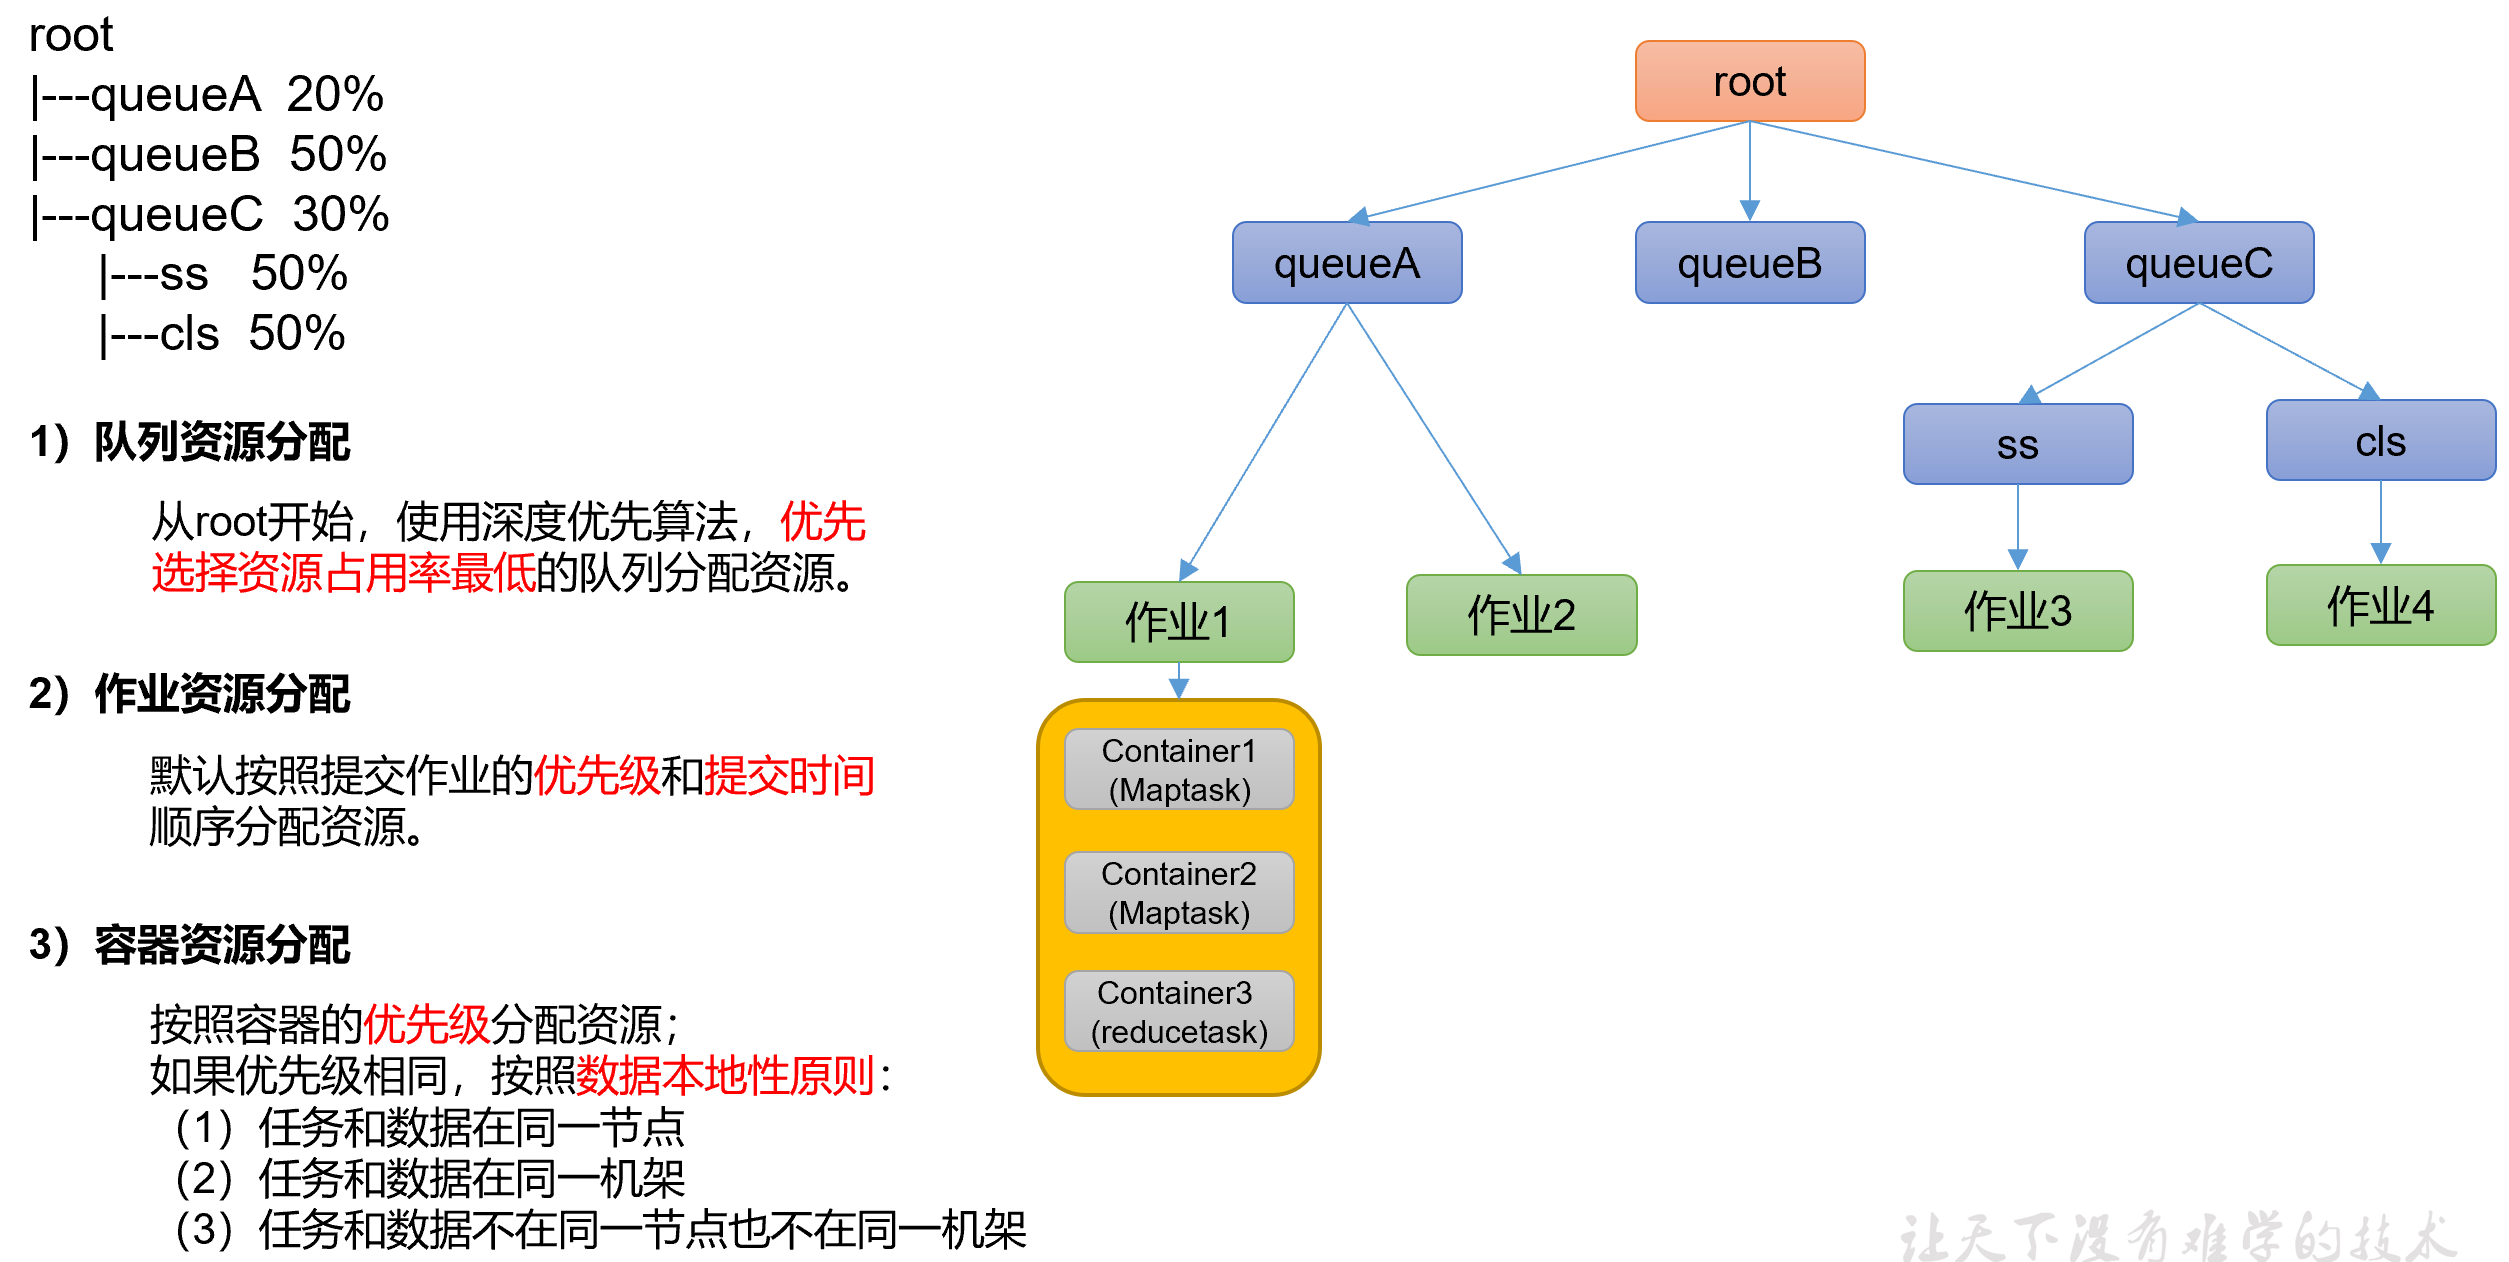 root
|---queueA 20%
|---queueB 50%
|---queueC 30%
|---ss 50%
|---cls 50%
1）队列资源分配
从root开始，使用深度优先算法，优先
选择资源占用率最低的队列分配资源。
2）作业资源分配
默认按照提交作业的优先级和提交时间
顺序分配资源。
3）容器资源分配
按照容器的优先级分配资源；
如果优先级相同，按照数据本地性原则：
（1）任务和数据在同一节点
（2）任务和数据在同一机架
（3）任务和数据不在同一节点也不在同一机架
root
queueA
queueB
queueC
ss
cls
作业1
作业2
作业3
作业4
Container1
(Maptask)
Container2
(Maptask)
Container3
(reducetask)
让天下没有难学的技术